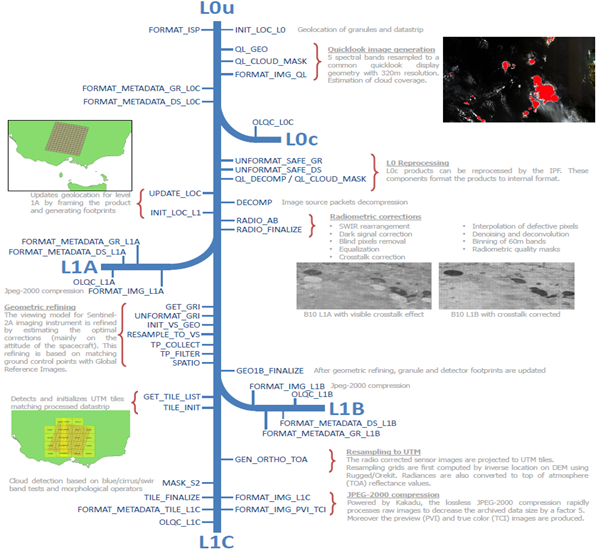 L0u
FORMAT_ISP
INIT_LOC_L0
Geolocation of granules and datastrip
QL_GEO
QL_CLOUD_MASK
FORMAT_IMG_QL
Quicklook image generation
5 spectral bands resampled to a
common quicklook display
geometry with 320m resolution.
Estimation of cloud coverage.
FORMAT_METADATA_GR_L0C
FORMAT_METADATA_DS_L0C
OLQC_L0C
L0c
UNFORMAT_SAFE_GR
UNFORMAT_SAFE_DS
QL_DECOMP / QL_CLOUD_MASK
L0 Reprocessing
L0c products can be reprocessed by the IPF. These
components format the products to internal format.
Updates geolocation for level
1A by framing the product
and generating footprints
UPDATE_LOC
INIT_LOC_L1
DECOMP
Image source packets decompression
RADIO_AB
RADIO_FINALIZE
Radiometric corrections
• SWIR rearrangement
• Dark signal correction
• Blind pixels removal
• Equalization
• Crosstalk correction
• Interpolation of defective pixels
• Denoising and deconvolution
• Binning of 60m bands
• Radiometric quality masks
FORMAT_METADATA_GR_L1A
FORMAT_METADATA_DS_L1A
L1A
OLQC_L1A
Jpeg-2000 compression
FORMAT_IMG_L1A
B10 L1A with visible crosstalk effect
B10 L1B with crosstalk corrected
Geometric refining
The viewing model for Sentinel-
2A imaging instrument is refined
by estimating the optimal
corrections (mainly on the
attitude of the spacecraft). This
refining is based on matching
ground control points with Global
Reference Images.
GET_GRI
UNFORMAT_GRI
INIT_VS_GEO
RESAMPLE_TO_VS
TP_COLLECT
TP_FILTER
SPATIO
GEO1B_FINALIZE
After geometric refining, granule and detector footprints are updated
FORMAT_IMG_L1B
Jpeg-2000 compression
OLQC_L1B
L1B
FORMAT_METADATA_DS_L1B
FORMAT_METADATA_GR_L1B
Detects and initializes UTM tiles
matching processed datastrip
GET_TILE_LIST
TILE_INIT
GEN_ORTHO_TOA
Resampling to UTM
The radio corrected sensor images are projected to UTM tiles.
Resampling grids are first computed by inverse location on DEM using
Rugged/Orekit. Radiances are also converted to top of atmosphere
(TOA) reflectance values.
Cloud detection based on blue/cirrus/swir
band tests and morphological operators
MASK_S2
TILE_FINALIZE
FORMAT_METADATA_TILE_L1C
OLQC_L1C
FORMAT_IMG_L1C
FORMAT_IMG_PVI_TCI
JPEG-2000 compression
Powered by Kakadu, the lossless JPEG-2000 compression rapidly
processes raw images to decrease the archived data size by a factor 5.
Moreover the preview (PVI) and true color (TCI) images are produced.
L1C